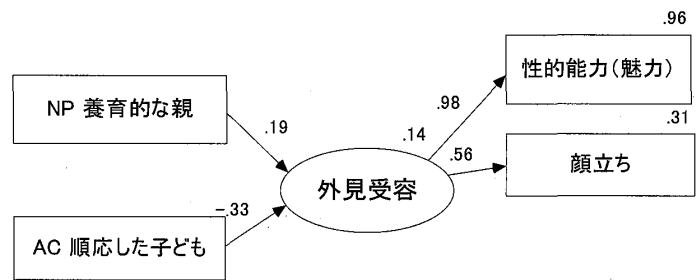 .96
性的能力(魅力)
NP 養育的な親
.98
.31
.19
.14
.56
顔立ち
外見受容
-.33
AC 順応した子ども